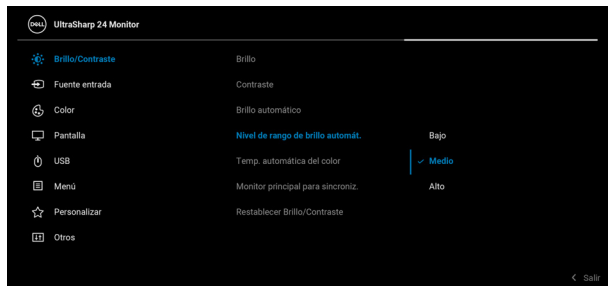 DELL UltraSharp 24 Monitor
Brillo/Contraste
Fuente entrada
Color
Pantalla
USB
Menú
Personalizar
Otros
Brillo
Contraste
Brillo automático
Nivel de rango de brillo automát.
Temp. automática del color
Monitor principal para sincroniz.
Restablecer Brillo/Contraste
Bajo
Medio
Alto
Salir